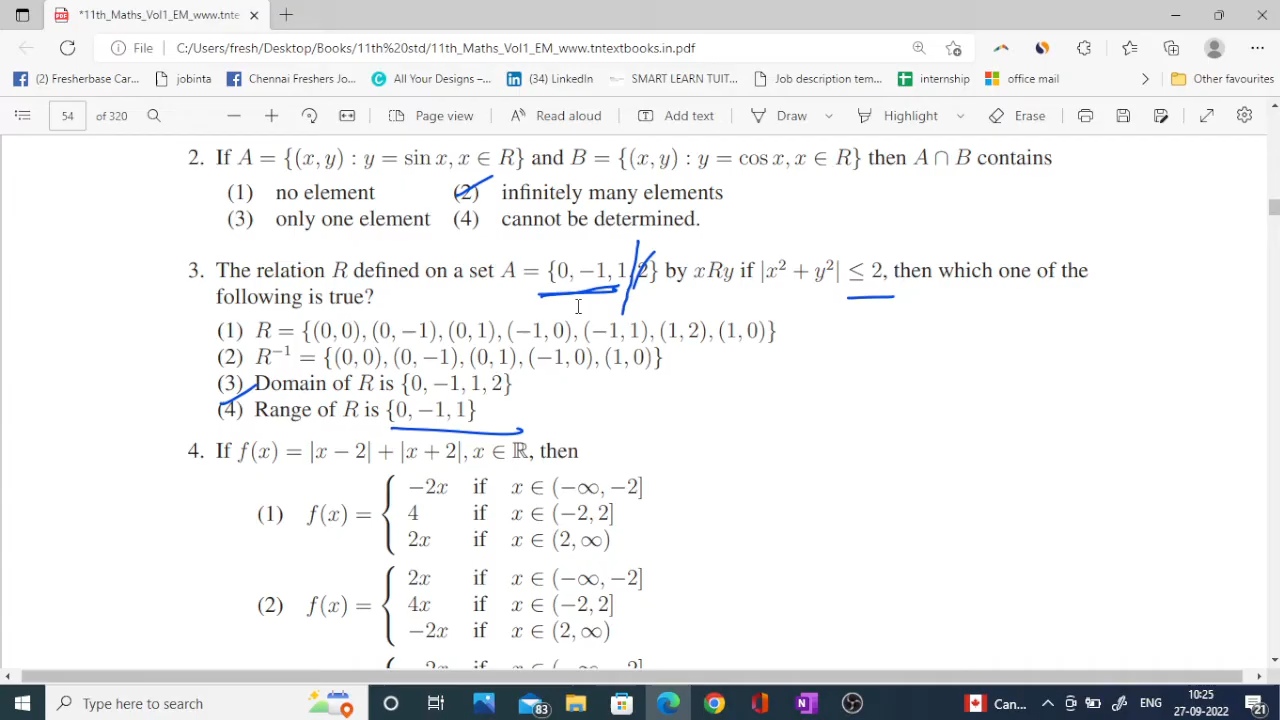 *11th_Maths_Vol1_EM_www.tnte
File C:/Users/fresh/Desktop/Books/11th%20std/11th_Maths_Vol1_EM_www.tntextbooks.in.pdf
(2) Fresherbase Car... jobinta Chennai Freshers Jo... All Your Designs –... (34) LinkedIn SMART LEARN TUIT... Job description tem... internship office mail Other favourites
54 of 320 Page view Read aloud Add text Draw Highlight Erase
2. If A = {(x, y) : y = sin x, x ∈ R} and B = {(x, y) : y = cos x, x ∈ R} then A ∩ B contains
(1) no element (2) infinitely many elements
(3) only one element (4) cannot be determined.
3. The relation R defined on a set A = {0, −1, 1, 2} by xRy if |x² + y²| ≤ 2, then which one of the
following is true?
(1) R = {(0, 0), (0, −1), (0, 1), (−1, 0), (−1, 1), (1, 2), (1, 0)}
(2) R⁻¹ = {(0, 0), (0, −1), (0, 1), (−1, 0), (1, 0)}
(3) Domain of R is {0, −1, 1, 2}
(4) Range of R is {0, −1, 1}
4. If f(x) = |x − 2| + |x + 2|, x ∈ ℝ, then
−2x if x ∈ (−∞, −2]
(1) f(x) = { 4 if x ∈ (−2, 2]
2x if x ∈ (2, ∞)
2x if x ∈ (−∞, −2]
(2) f(x) = { 4x if x ∈ (−2, 2]
−2x if x ∈ (2, ∞)
Type here to search 83 Can... ENG 10:25
27-09-2022 21